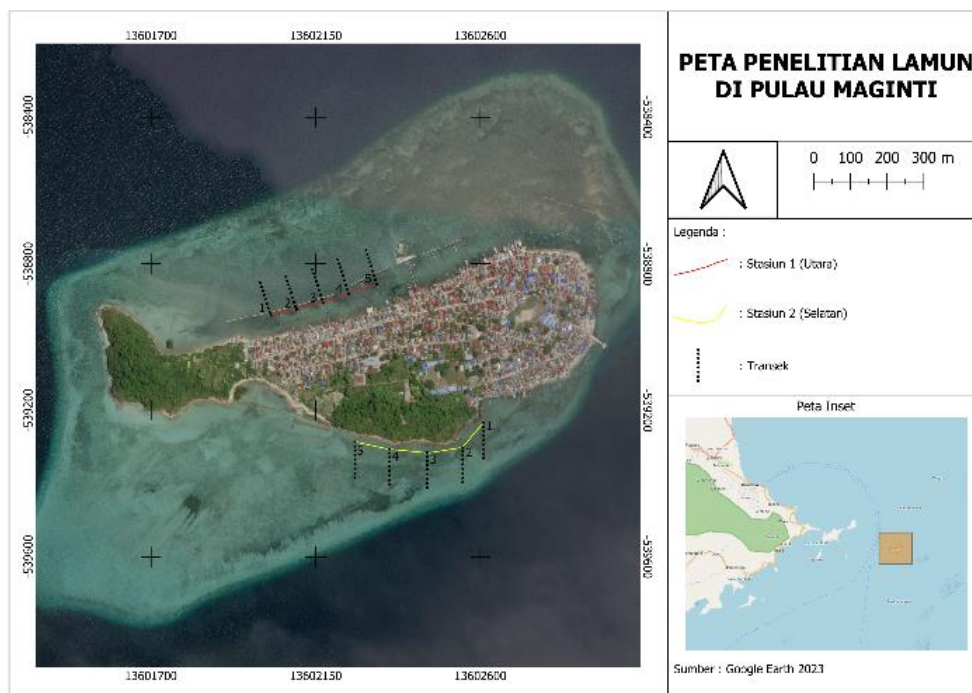 13601700 13602150 13602600
-538400 -538400
-538800 -538800
-539200 -539200
-539600 -539600
13601700 13602150 13602600
1 2 3 4 5
1
2
3
4
5
PETA PENELITIAN LAMUN
DI PULAU MAGINTI
0 100 200 300 m
Legenda :
: Stasiun 1 (Utara)
: Stasiun 2 (Selatan)
: Transek
Peta Inset
Sumber : Google Earth 2023